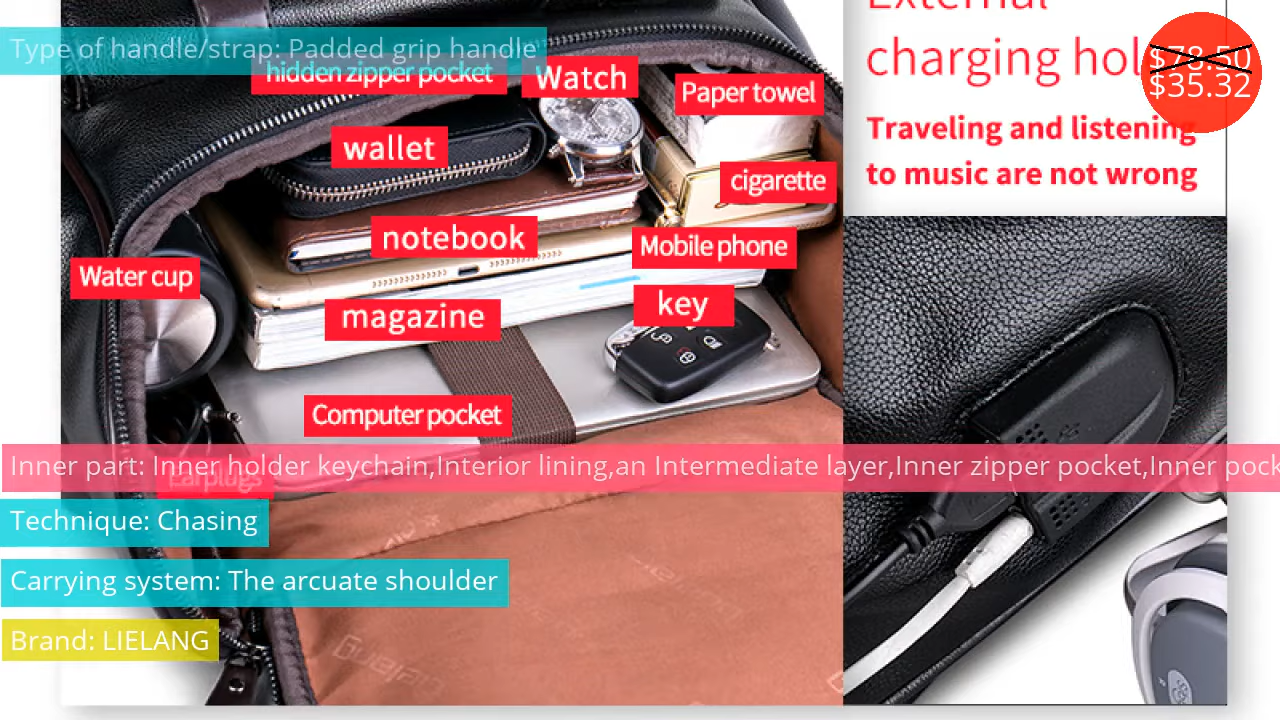 External
charging hol
$78.50
$35.32
Type of handle/strap: Padded grip handle
hidden zipper pocket
Watch
Paper towel
Traveling and listening
to music are not wrong
wallet
cigarette
notebook
Mobile phone
Water cup
magazine
key
Computer pocket
Inner part: Inner holder keychain,Interior lining,an Intermediate layer,Inner zipper pocket,Inner pock
Earplugs
Technique: Chasing
Carrying system: The arcuate shoulder
Brand: LIELANG